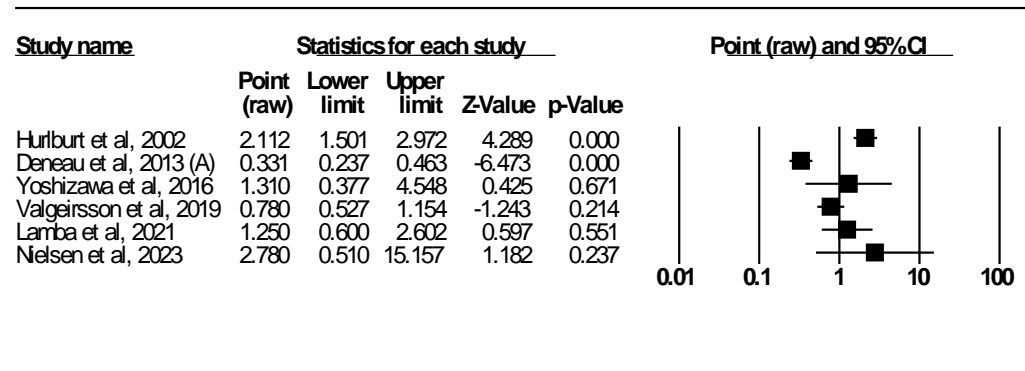 Study name Statistics for each study Point (raw) and 95% CI
Point Lower Upper
(raw) limit limit Z-Value p-Value
Hurlburt et al, 2002 2.112 1.501 2.972 4.289 0.000
Deneau et al, 2013 (A) 0.331 0.237 0.463 -6.473 0.000
Yoshizawa et al, 2016 1.310 0.377 4.548 0.425 0.671
Valgeirsson et al, 2019 0.780 0.527 1.154 -1.243 0.214
Lamba et al, 2021 1.250 0.600 2.602 0.597 0.551
Nielsen et al, 2023 2.780 0.510 15.157 1.182 0.237
0.01 0.1 1 10 100